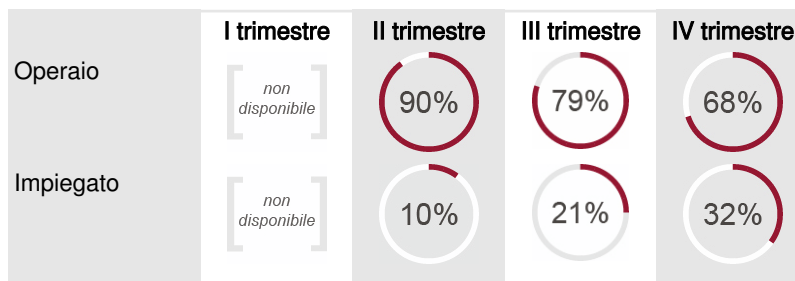 I trimestre II trimestre III trimestre IV trimestre
Operaio
non
disponibile
90% 79% 68%
Impiegato
non
disponibile
10% 21% 32%